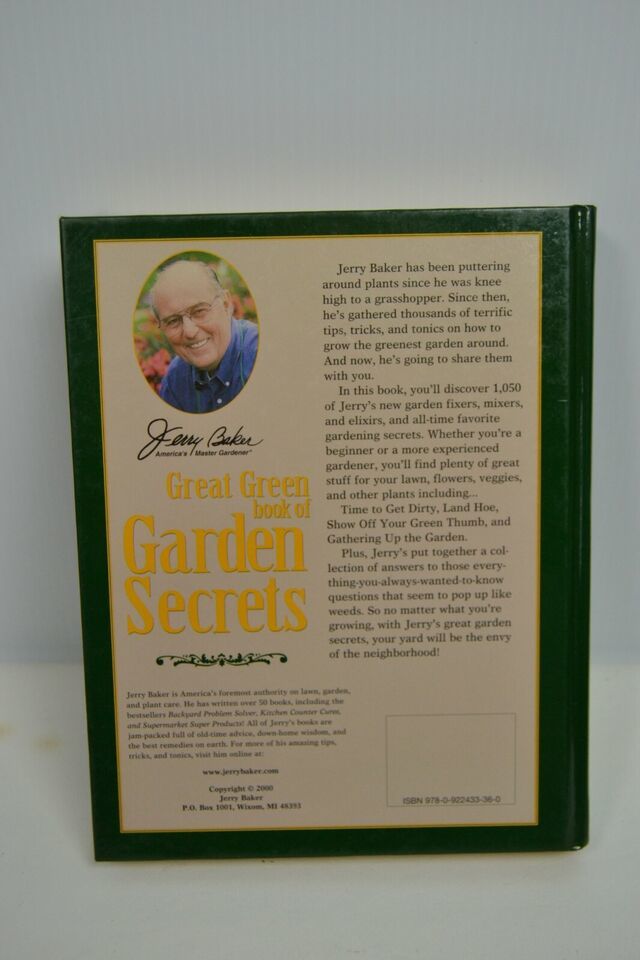 Jerry Baker
America's Master Gardener®
Great Green
book of
Garden
Secrets
Jerry Baker has been puttering
around plants since he was knee
high to a grasshopper. Since then,
he's gathered thousands of terrific
tips, tricks, and tonics on how to
grow the greenest garden around.
And now, he's going to share them
with you.
In this book, you'll discover 1,050
of Jerry's new garden fixers, mixers,
and elixirs, and all-time favorite
gardening secrets. Whether you're a
beginner or a more experienced
gardener, you'll find plenty of great
stuff for your lawn, flowers, veggies,
and other plants including...
Time to Get Dirty, Land Hoe,
Show Off Your Green Thumb, and
Gathering Up the Garden.
Plus, Jerry's put together a col-
lection of answers to those every-
thing-you-always-wanted-to-know
questions that seem to pop up like
weeds. So no matter what you're
growing, with Jerry's great garden
secrets, your yard will be the envy
of the neighborhood!
Jerry Baker is America's foremost authority on lawn, garden,
and plant care. He has written over 50 books, including the
bestsellers Backyard Problem Solver, Kitchen Counter Cures,
and Supermarket Super Products! All of Jerry's books are
jam-packed full of old-time advice, down-home wisdom, and
the best remedies on earth. For more of his amazing tips,
tricks, and tonics, visit him online at:
www.jerrybaker.com
Copyright © 2000
Jerry Baker
P.O. Box 1001, Wixom, MI 48393
ISBN 978-0-922433-36-0